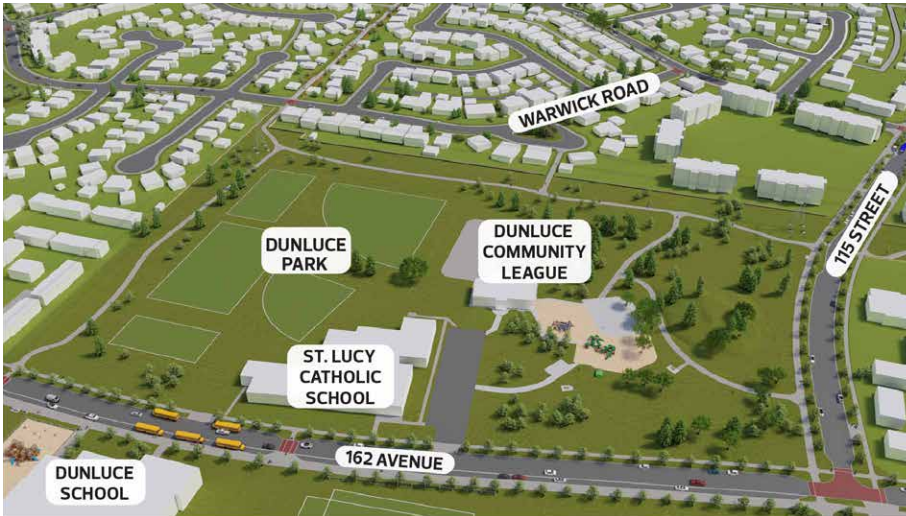 WARWICK ROAD
115 STREET
DUNLUCE
PARK
DUNLUCE
COMMUNITY
LEAGUE
ST. LUCY
CATHOLIC
SCHOOL
162 AVENUE
DUNLUCE
SCHOOL